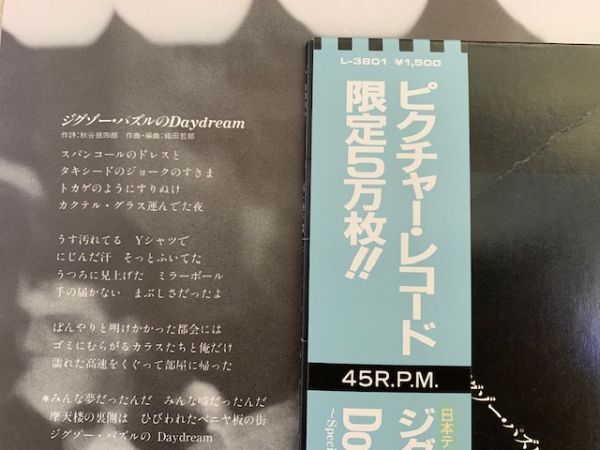 ジグゾー・パズルのDaydream
作詩：秋谷銀四郎　作曲・編曲：織田哲郎
スパンコールのドレスと
タキシードのジョークのすきま
トカゲのようにすりぬけ
カクテル・グラス運んでた夜
うす汚れてる　Yシャツで
にじんだ汗　そっとふいてた
うつろに見上げた　ミラーボール
手の届かない　まぶしさだったよ
ぼんやりと明けかかった都会には
ゴミにむらがるカラスたちと俺だけ
濡れた高速をくぐって部屋に帰った
*みんな夢だったんだ　みんな嘘だったんだ
摩天楼の裏側は　ひびわれたベニヤ板の街
ジグゾー・パズルの Daydream
L-3801 ¥1,500
ピクチャー・レコード
限定5万枚!!
45R.P.M.
日本テ
ジグ
Do
~Speci
グゾー・パズ